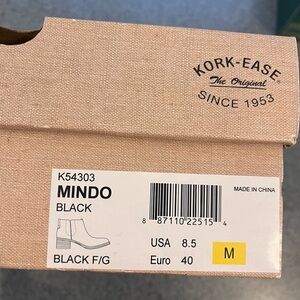 KORK-EASE
The Original
SINCE 1953
K54303
MINDO
BLACK
MADE IN CHINA
8 87110 22515 4
USA 8.5
BLACK F/G
Euro 40
M